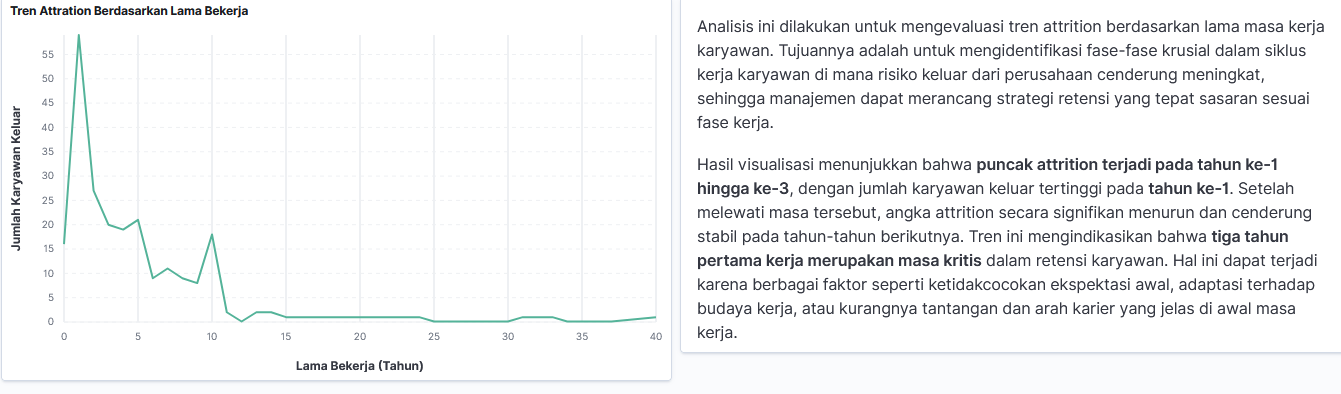 Tren Attration Berdasarkan Lama Bekerja
Jumlah Karyawan Keluar
55
50
45
40
35
30
25
20
15
10
5
0
0 5 10 15 20 25 30 35 40
Lama Bekerja (Tahun)
Analisis ini dilakukan untuk mengevaluasi tren attrition berdasarkan lama masa kerja
karyawan. Tujuannya adalah untuk mengidentifikasi fase-fase krusial dalam siklus
kerja karyawan di mana risiko keluar dari perusahaan cenderung meningkat,
sehingga manajemen dapat merancang strategi retensi yang tepat sasaran sesuai
fase kerja.
Hasil visualisasi menunjukkan bahwa puncak attrition terjadi pada tahun ke-1
hingga ke-3, dengan jumlah karyawan keluar tertinggi pada tahun ke-1. Setelah
melewati masa tersebut, angka attrition secara signifikan menurun dan cenderung
stabil pada tahun-tahun berikutnya. Tren ini mengindikasikan bahwa tiga tahun
pertama kerja merupakan masa kritis dalam retensi karyawan. Hal ini dapat terjadi
karena berbagai faktor seperti ketidakcocokan ekspektasi awal, adaptasi terhadap
budaya kerja, atau kurangnya tantangan dan arah karier yang jelas di awal masa
kerja.